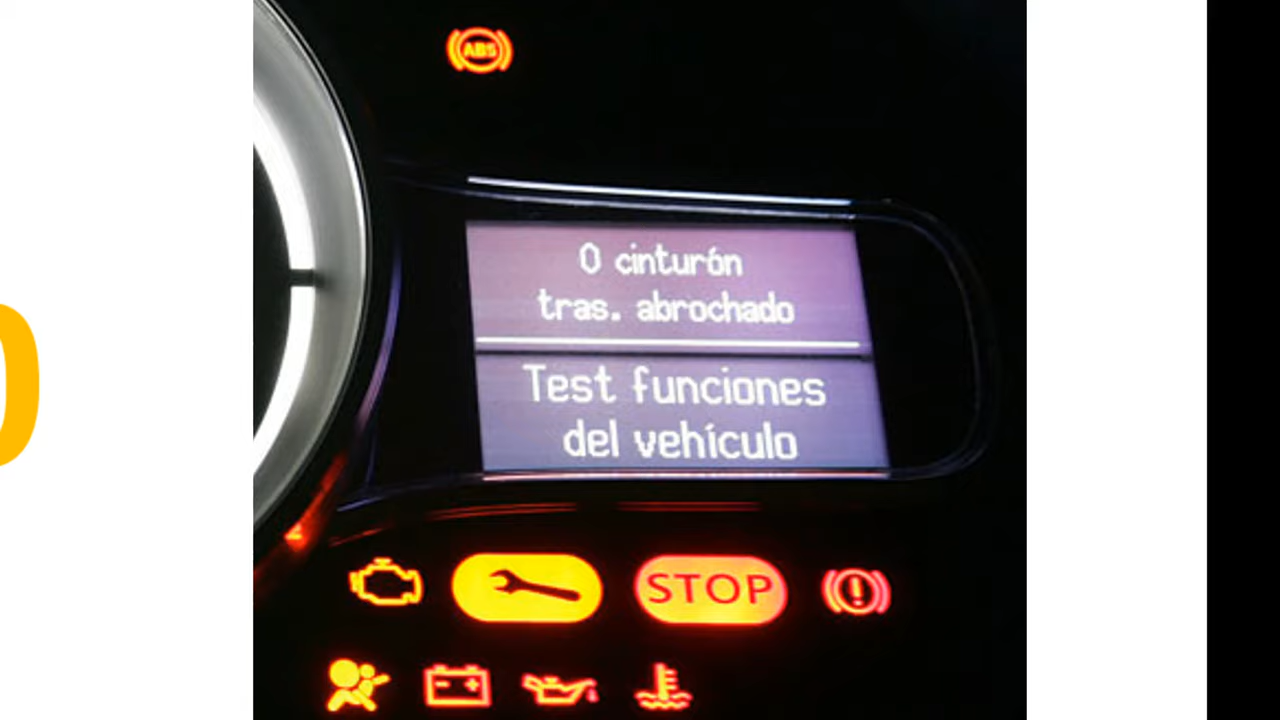 ABS
0 cinturón
tras. abrochado
Test funciones
del vehículo
STOP